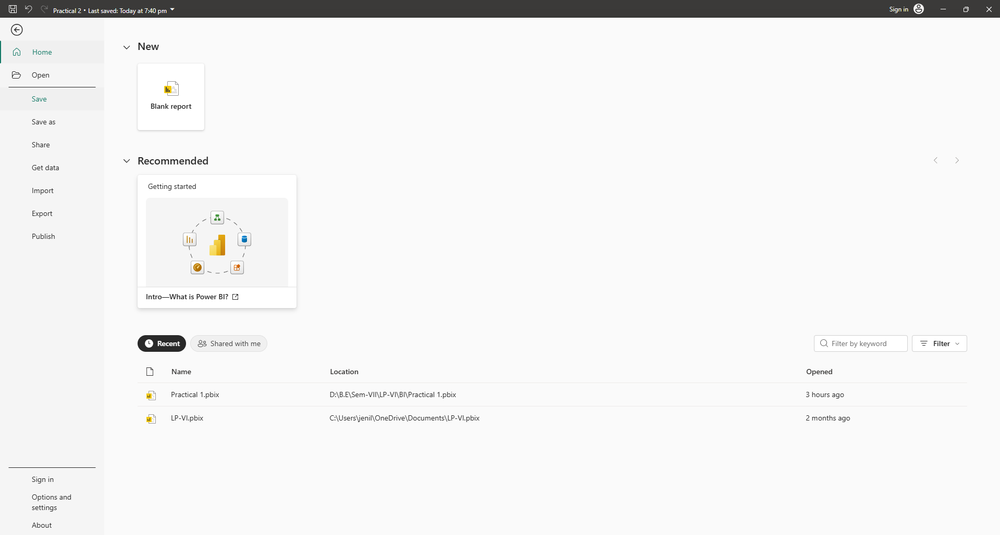 Practical 2 • Last saved: Today at 7:40 pm
Sign in
Home
Open
Save
Save as
Share
Get data
Import
Export
Publish
Sign in
Options and
settings
About
New
Blank report
Recommended
Getting started
Intro—What is Power BI?
Recent
Shared with me
Filter by keyword
Filter
Name Location Opened
Practical 1.pbix D:\B.E\Sem-VII\LP-VI\BI\Practical 1.pbix 3 hours ago
LP-VI.pbix C:\Users\jenil\OneDrive\Documents\LP-VI.pbix 2 months ago